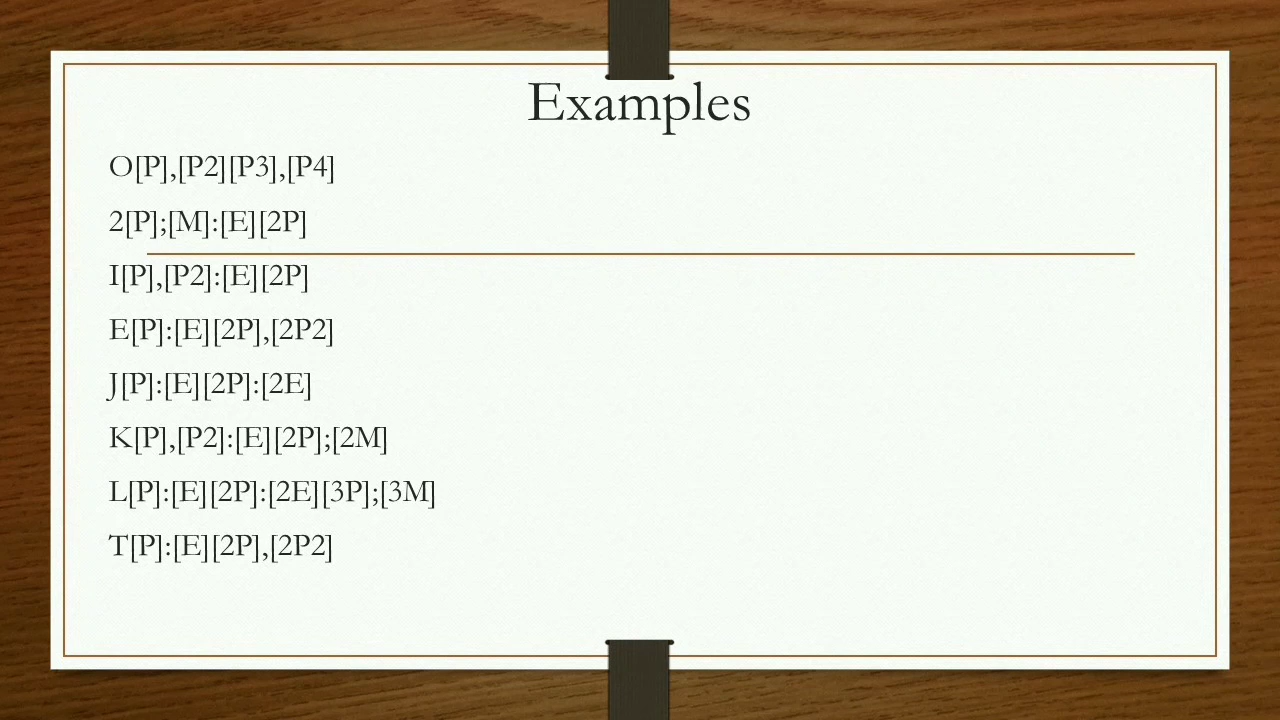 Examples
O[P],[P2][P3],[P4]
2[P];[M]:[E][2P]
I[P],[P2]:[E][2P]
E[P]:[E][2P],[2P2]
J[P]:[E][2P]:[2E]
K[P],[P2]:[E][2P];[2M]
L[P]:[E][2P]:[2E][3P];[3M]
T[P]:[E][2P],[2P2]